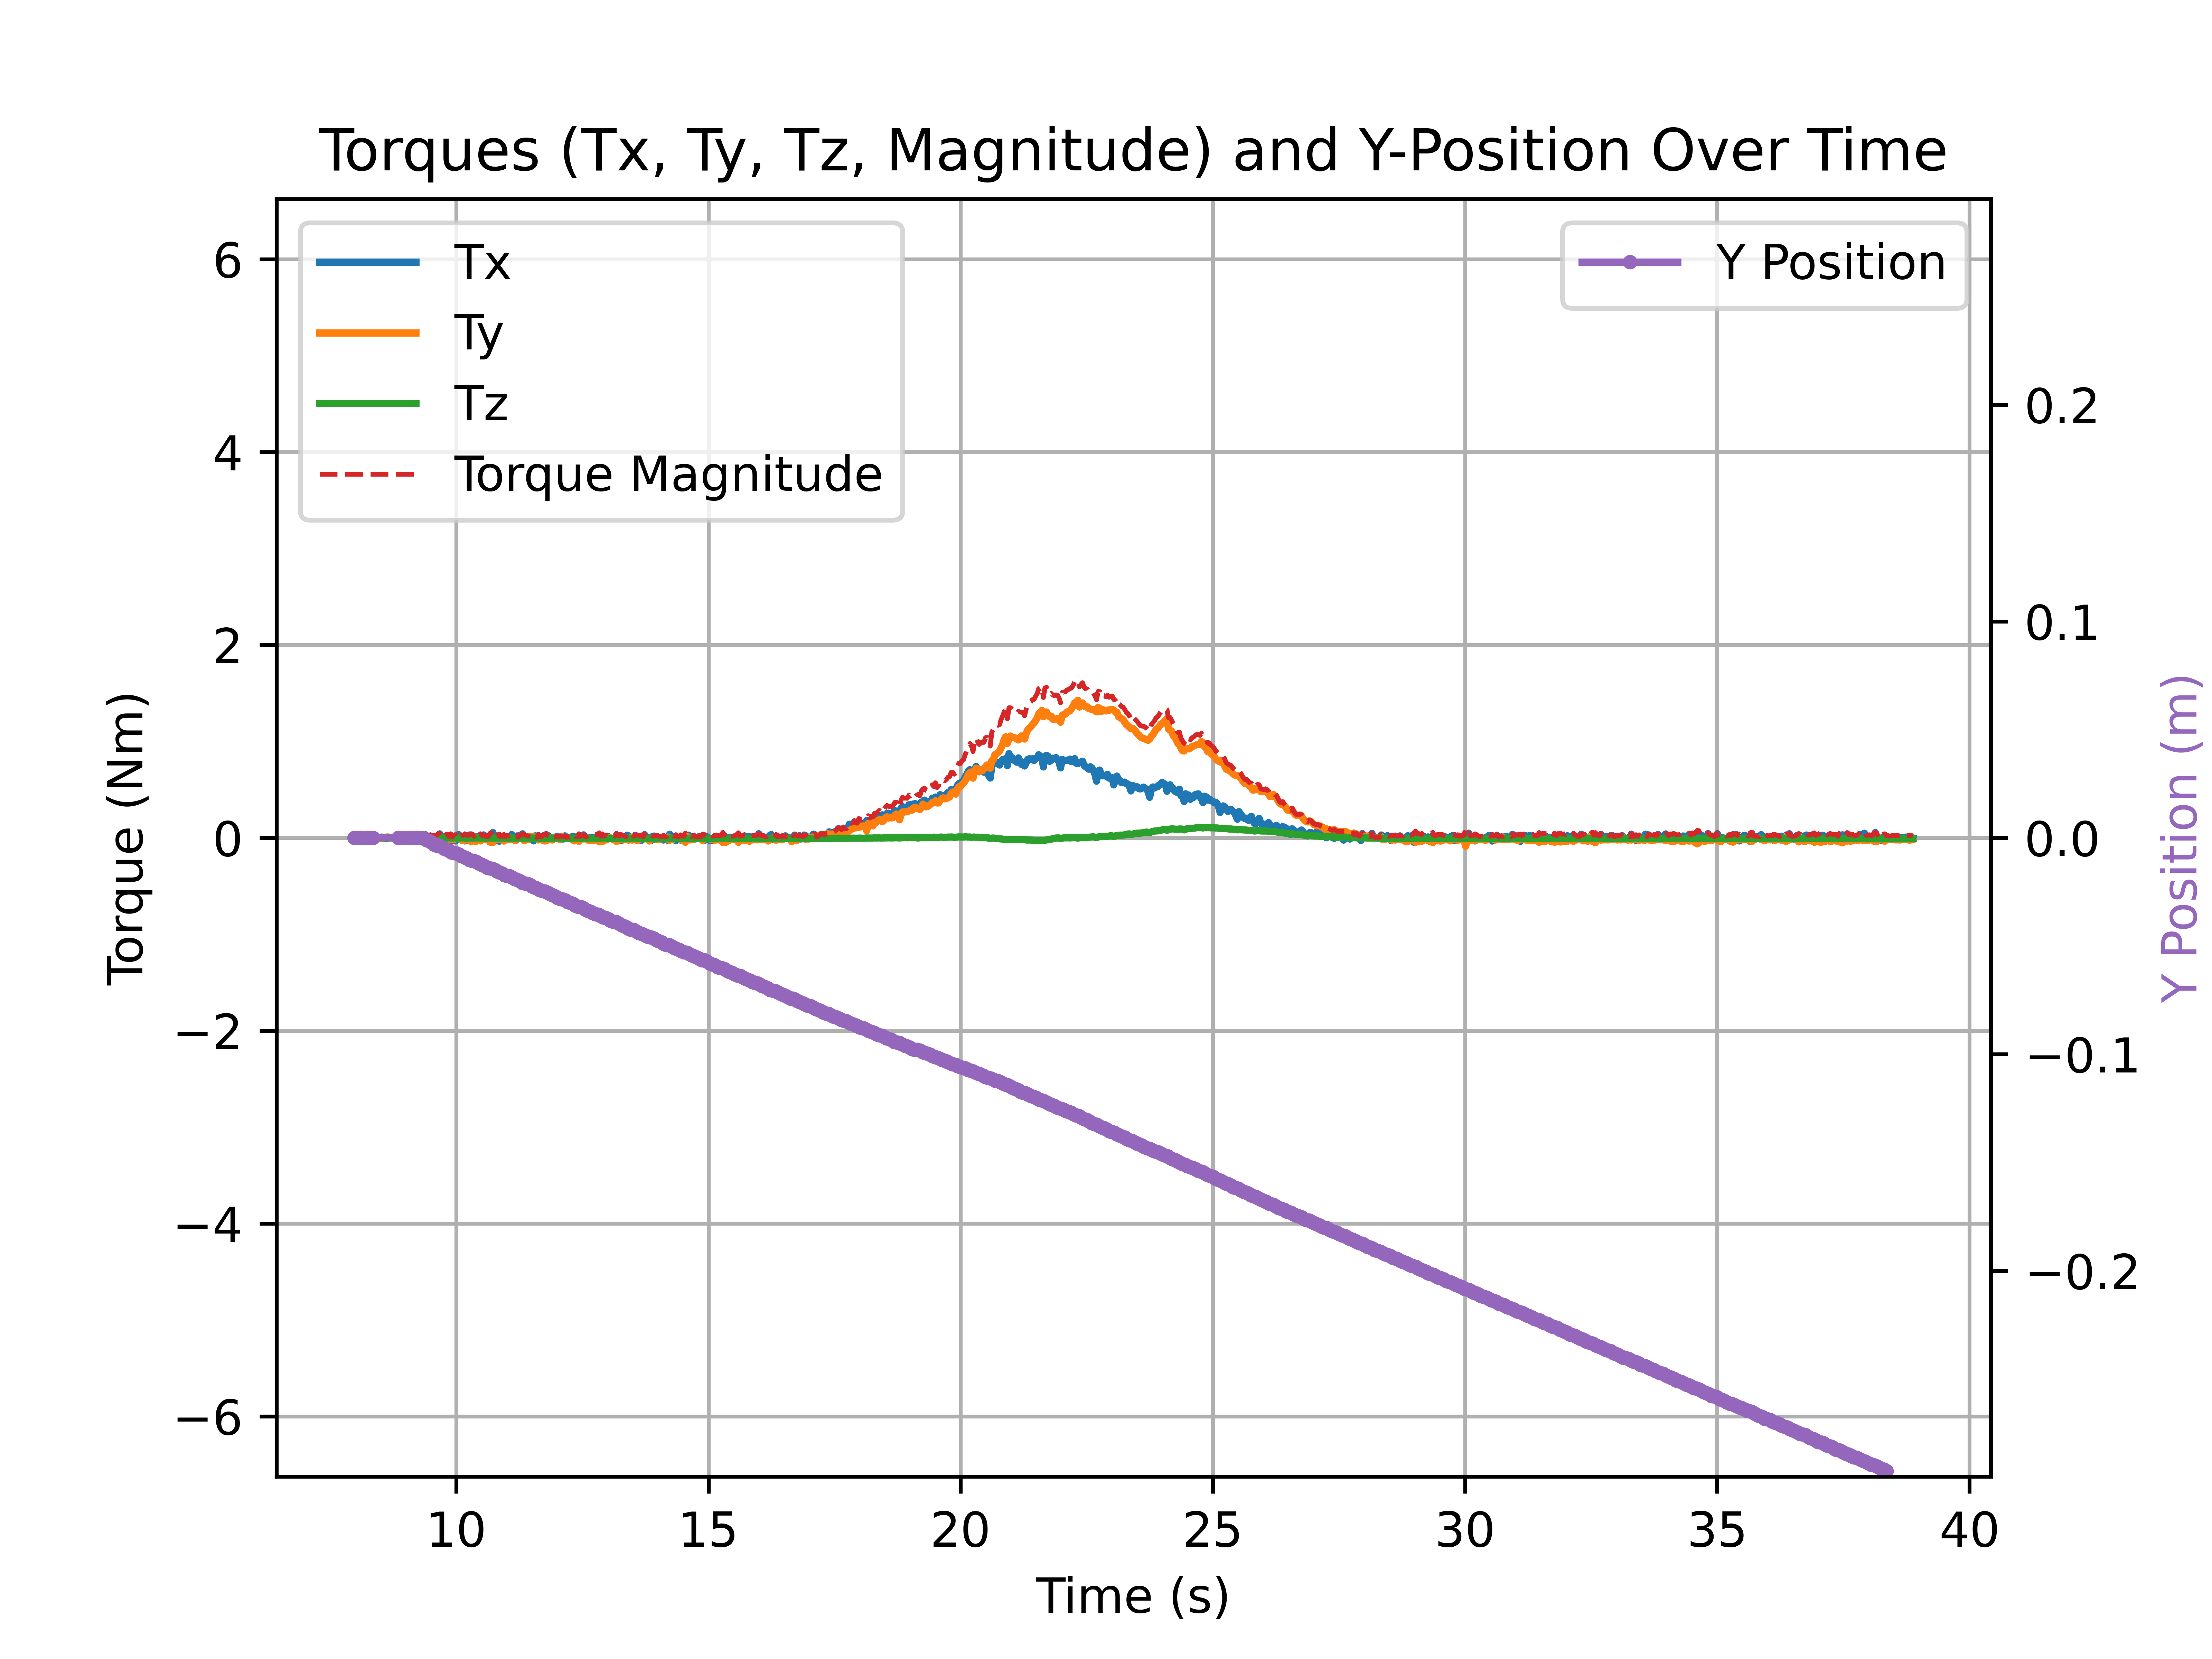 Torques (Tx, Ty, Tz, Magnitude) and Y-Position Over Time
Tx
Ty
Tz
Torque Magnitude
Y Position
6
4
2
0
−2
−4
−6
Torque (Nm)
0.2
0.1
0.0
−0.1
−0.2
Y Position (m)
10 15 20 25 30 35 40
Time (s)